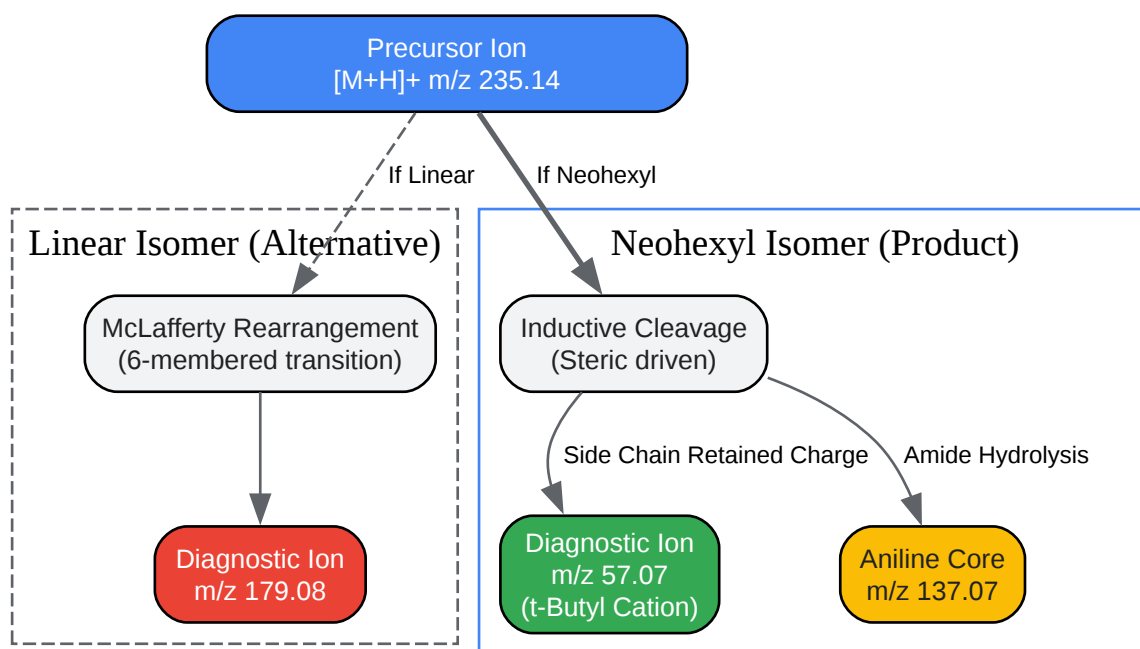 Precursor Ion
[M+H]+ m/z 235.14
If Linear
If Neohexyl
Linear Isomer (Alternative)
Neohexyl Isomer (Product)
McLafferty Rearrangement
(6-membered transition)
Inductive Cleavage
(Steric driven)
Side Chain Retained Charge
Amide Hydrolysis
Diagnostic Ion
m/z 179.08
Diagnostic Ion
m/z 57.07
(t-Butyl Cation)
Aniline Core
m/z 137.07